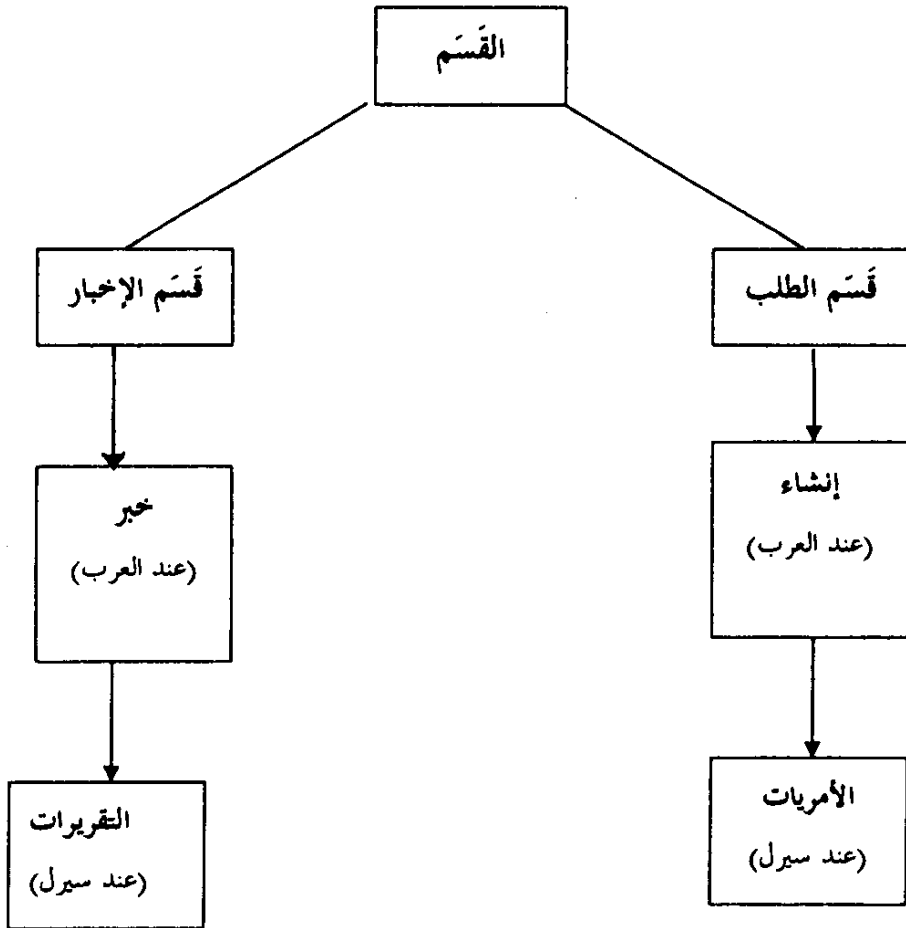 القَسَم
قَسَم الطلب
قَسَم الإخبار
إنشاء
(عند العرب)
خبر
(عند العرب)
الأمريات
(عند سيرل)
التقريرات
(عند سيرل)